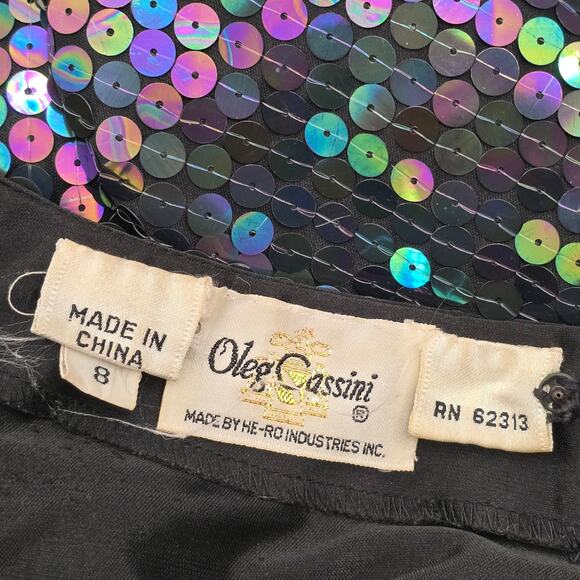 MADE IN
CHINA
8
Oleg Cassini
®
MADE BY HE-RO INDUSTRIES INC.
RN 62313